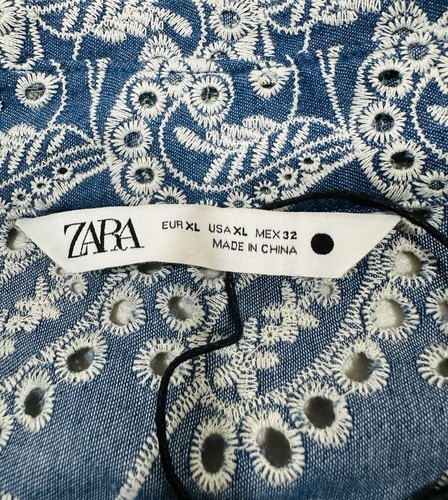 ZARA
EUR XL USA XL MEX 32
MADE IN CHINA